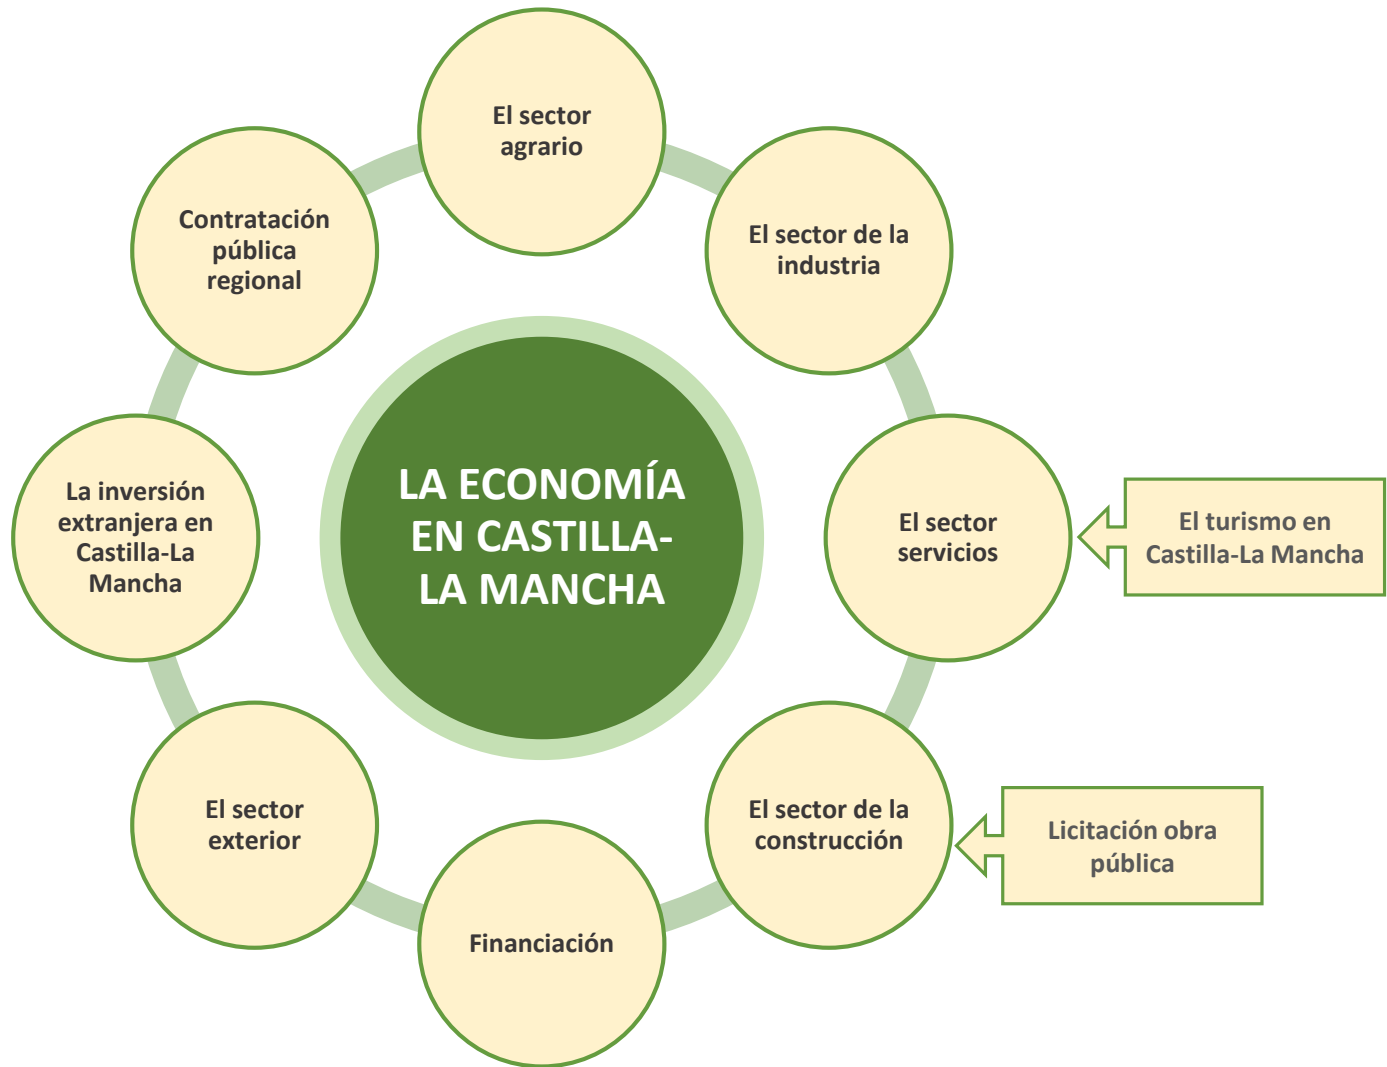 El sector
agrario
El sector de la
industria
El sector
servicios
El turismo en
Castilla-La Mancha
El sector de la
construcción
Licitación obra
pública
Financiación
El sector
exterior
La inversión
extranjera en
Castilla-La
Mancha
Contratación
pública
regional
LA ECONOMÍA
EN CASTILLA-
LA MANCHA